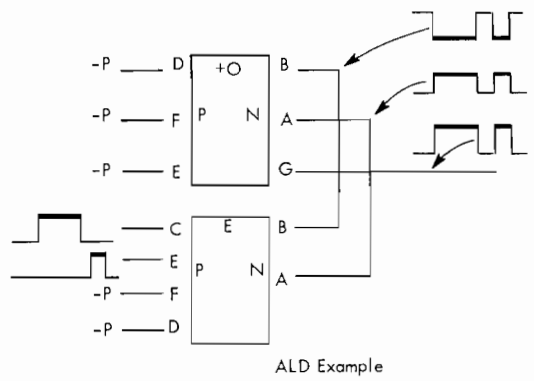 -P D +O B
-P F P N A
-P E G
C E B
E P N A
-P F
-P D
ALD Example